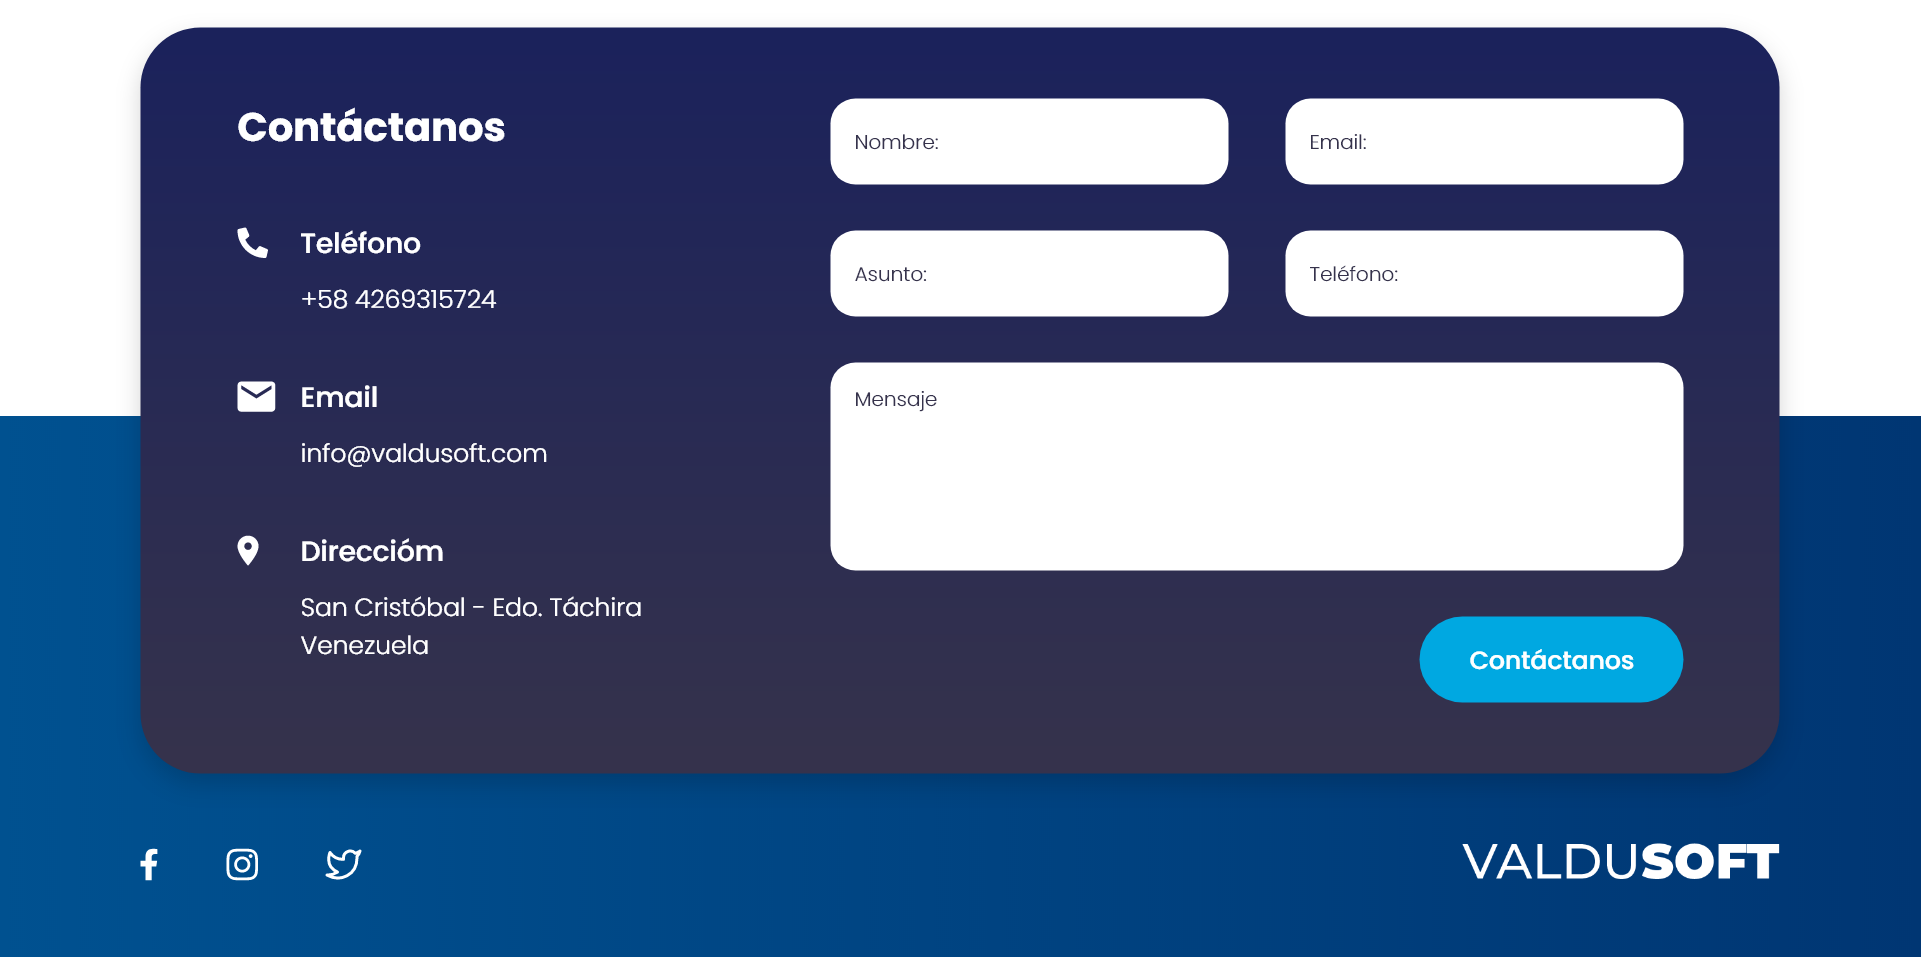 Contáctanos
Teléfono
+58 4269315724
Email
info@valdusoft.com
Direccióm
San Cristóbal - Edo. Táchira
Venezuela
Nombre:
Email:
Asunto:
Teléfono:
Mensaje
Contáctanos
VALDUSOFT